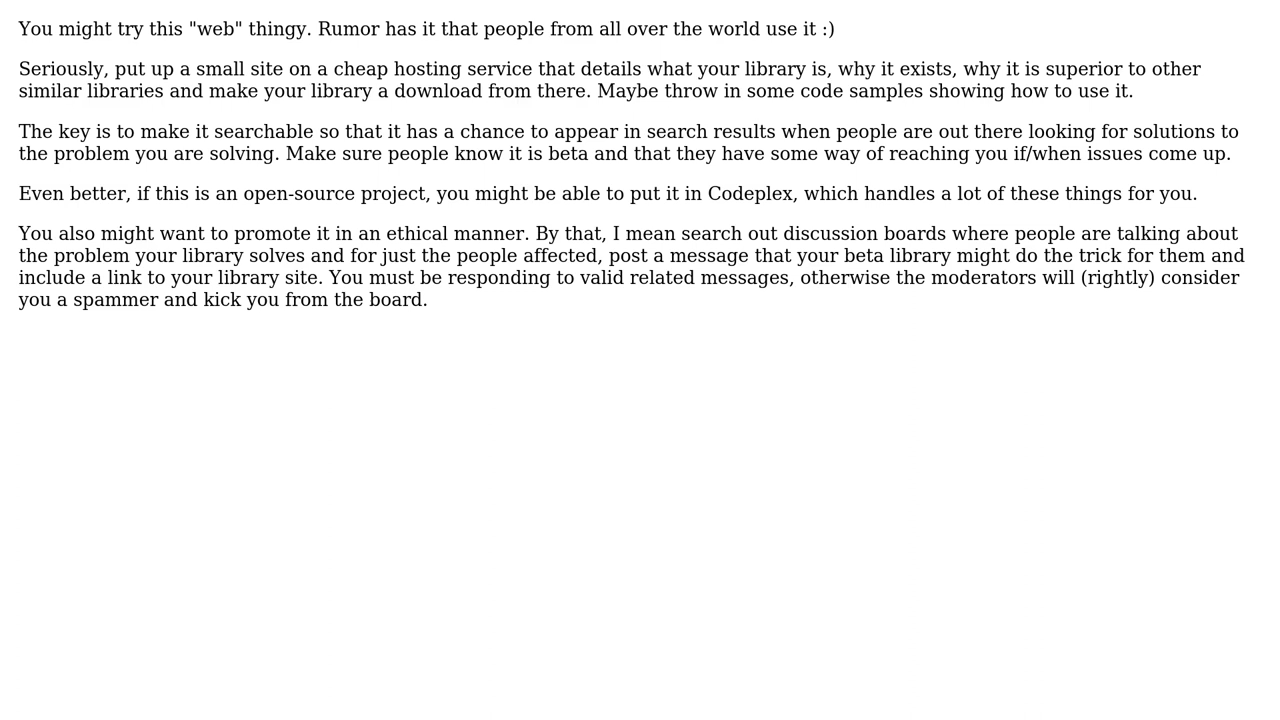 You might try this "web" thingy. Rumor has it that people from all over the world use it :)
Seriously, put up a small site on a cheap hosting service that details what your library is, why it exists, why it is superior to other
similar libraries and make your library a download from there. Maybe throw in some code samples showing how to use it.
The key is to make it searchable so that it has a chance to appear in search results when people are out there looking for solutions to
the problem you are solving. Make sure people know it is beta and that they have some way of reaching you if/when issues come up.
Even better, if this is an open-source project, you might be able to put it in Codeplex, which handles a lot of these things for you.
You also might want to promote it in an ethical manner. By that, I mean search out discussion boards where people are talking about
the problem your library solves and for just the people affected, post a message that your beta library might do the trick for them and
include a link to your library site. You must be responding to valid related messages, otherwise the moderators will (rightly) consider
you a spammer and kick you from the board.